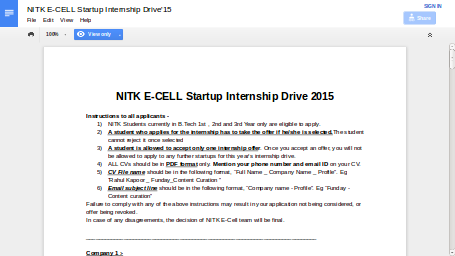 NITK E-CELL Startup Internship Drive'15
SIGN IN
File Edit View Help
Share
100%
View only
NITK E-CELL Startup Internship Drive 2015
Instructions to all applicants -
1) NITK Students currently in B.Tech 1st , 2nd and 3rd Year only are eligible to apply.
2) A student who applies for the internship has to take the offer if he/she is selected.The student
cannot reject it once selected
3) A student is allowed to accept only one internship offer. Once you accept an offer, you will not
be allowed to apply to any further startups for this year's internship drive.
4) ALL CVs should be in PDF format only. Mention your phone number and email ID on your CV.
5) CV File name should be in the following format, "Full Name _ Company Name _ Profile". Eg
"Rahul Kapoor _ Funday_Content Curation "
6) Email subject line should be in the following format, "Company name - Profile". Eg "Funday -
Content curation"
Failure to comply with any of the above instructions may result in your application not being considered, or
offer being revoked.
In case of any disagreements, the decision of NITK E-Cell team will be final.
Company 1 :-